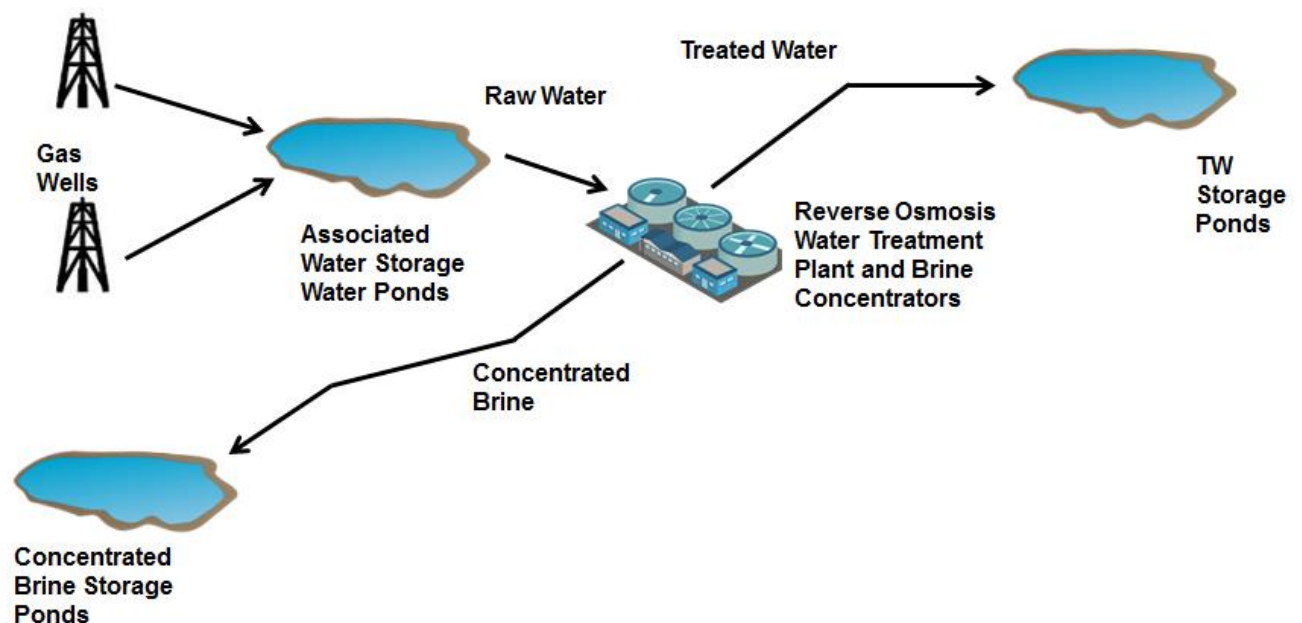 Treated Water
Raw Water
Gas
Wells
Associated
Water Storage
Water Ponds
Reverse Osmosis
Water Treatment
Plant and Brine
Concentrators
TW
Storage
Ponds
Concentrated
Brine
Concentrated
Brine Storage
Ponds